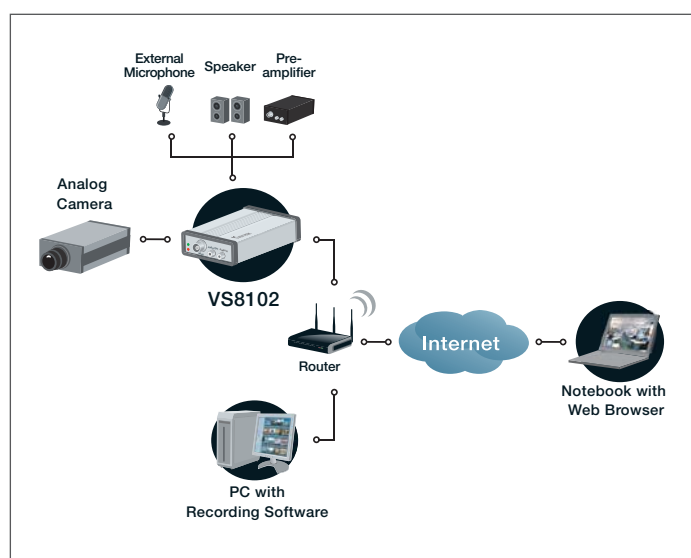 External
Microphone
Speaker
Pre-
amplifier
Analog
Camera
VS8102
Router
Internet
Notebook with
Web Browser
PC with
Recording Software